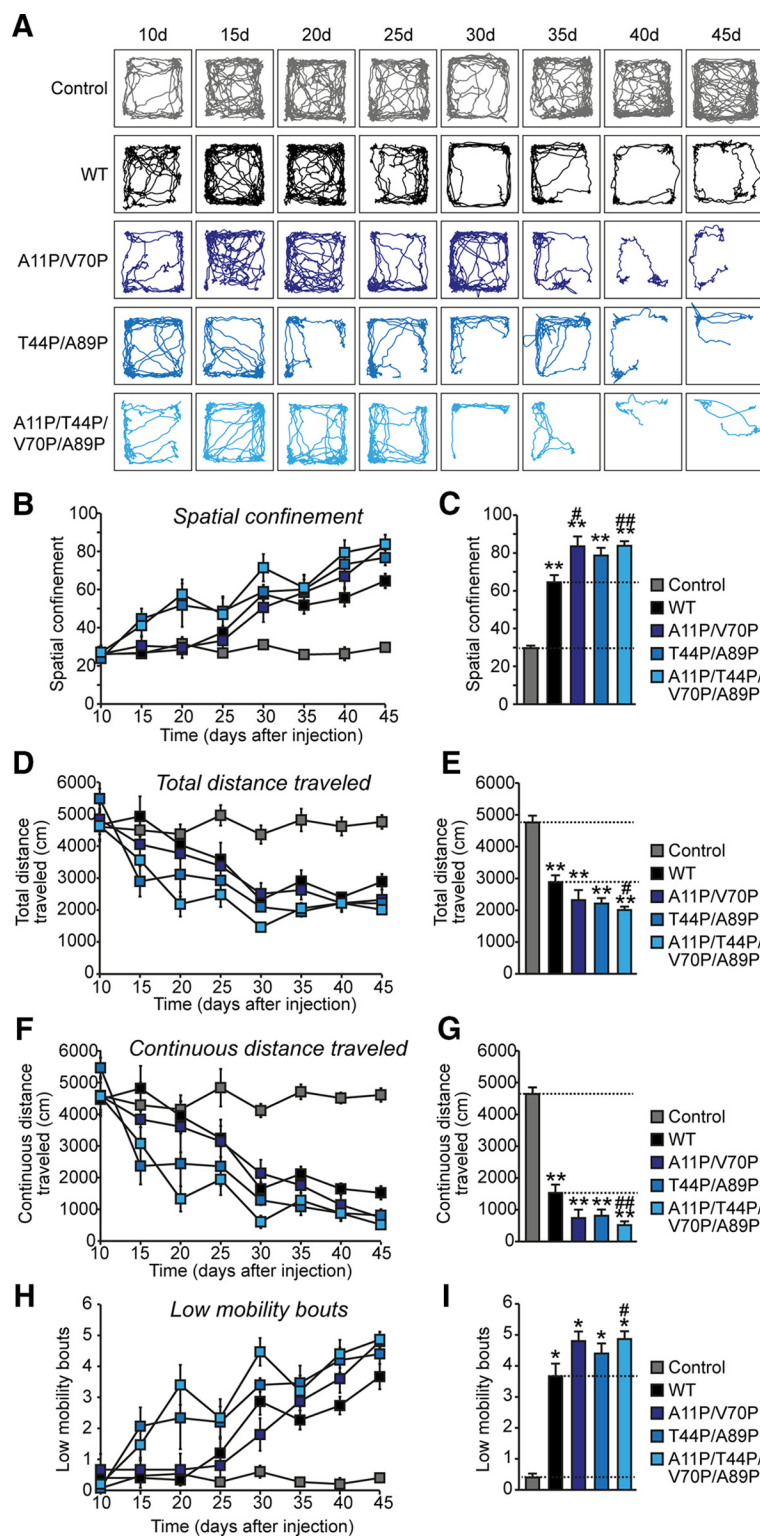 A
10d 15d 20d 25d 30d 35d 40d 45d
Control
WT
A11P/V70P
T44P/A89P
A11P/T44P/
V70P/A89P
B
Spatial confinement
Spatial confinement
100
80
60
40
20
0
10 15 20 25 30 35 40 45
Time (days after injection)
C
Spatial confinement
100
80
60
40
20
0
** # ** ** ## **
Control
WT
A11P/V70P
T44P/A89P
A11P/T44P/
V70P/A89P
D
Total distance traveled
Total distance
traveled (cm)
6000
5000
4000
3000
2000
1000
0
10 15 20 25 30 35 40 45
Time (days after injection)
E
Total distance
traveled (cm)
6000
5000
4000
3000
2000
1000
0
** ** ** # **
Control
WT
A11P/V70P
T44P/A89P
A11P/T44P/
V70P/A89P
F
Continuous distance traveled
Continuous distance
traveled (cm)
6000
5000
4000
3000
2000
1000
0
10 15 20 25 30 35 40 45
Time (days after injection)
G
Continuous distance
traveled (cm)
6000
5000
4000
3000
2000
1000
0
** ** ** ## **
Control
WT
A11P/V70P
T44P/A89P
A11P/T44P/
V70P/A89P
H
Low mobility bouts
Low mobility bouts
6
5
4
3
2
1
0
10 15 20 25 30 35 40 45
Time (days after injection)
I
Low mobility bouts
6
5
4
3
2
1
0
* * * # *
Control
WT
A11P/V70P
T44P/A89P
A11P/T44P/
V70P/A89P